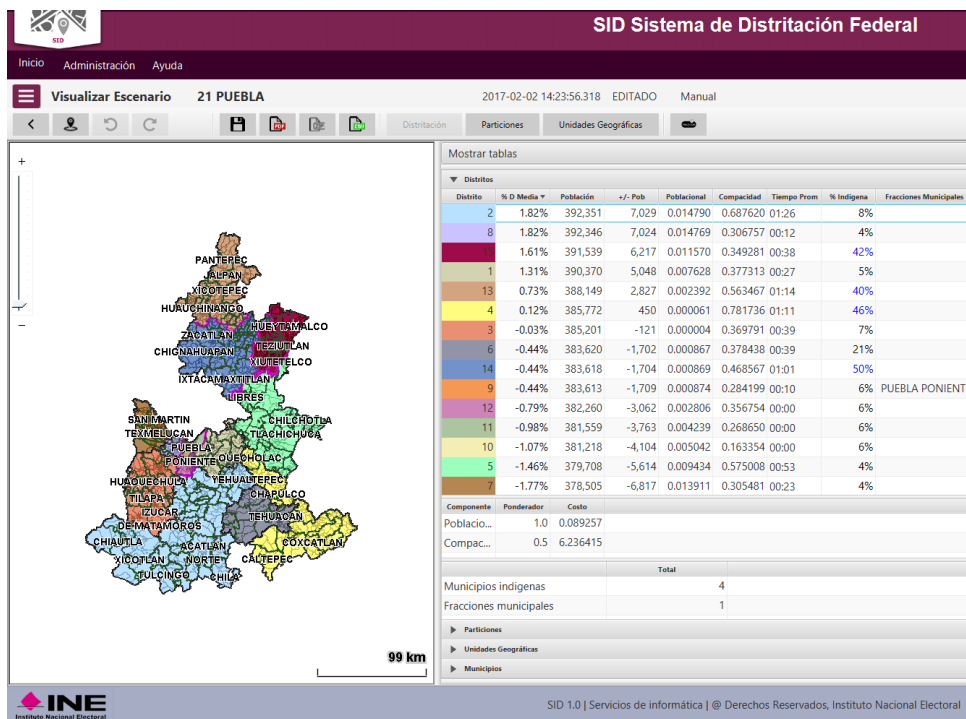 SID
SID Sistema de Distritación Federal
Inicio Administración Ayuda
Visualizar Escenario 21 PUEBLA 2017-02-02 14:23:56.318 EDITADO Manual
Distritación Particiones Unidades Geográficas
Mostrar tablas
Distritos
Distrito % D Media Población +/- Pob Poblacional Compacidad Tiempo Prom % Indigena Fracciones Municipales
2 1.82% 392,351 7,029 0.014790 0.687620 01:26 8%
8 1.82% 392,346 7,024 0.014769 0.306757 00:12 4%
1.61% 391,539 6,217 0.011570 0.349281 00:38 42%
1 1.31% 390,370 5,048 0.007628 0.377313 00:27 5%
13 0.73% 388,149 2,827 0.002392 0.563467 01:14 40%
4 0.12% 385,772 450 0.000061 0.781736 01:11 46%
3 -0.03% 385,201 -121 0.000004 0.369791 00:39 7%
6 -0.44% 383,620 -1,702 0.000867 0.378438 00:39 21%
14 -0.44% 383,618 -1,704 0.000869 0.468567 01:01 50%
9 -0.44% 383,613 -1,709 0.000874 0.284199 00:10 6% PUEBLA PONIENT
12 -0.79% 382,260 -3,062 0.002806 0.356754 00:00 6%
11 -0.98% 381,559 -3,763 0.004239 0.268650 00:00 6%
10 -1.07% 381,218 -4,104 0.005042 0.163354 00:00 6%
5 -1.46% 379,708 -5,614 0.009434 0.575008 00:53 4%
7 -1.77% 378,505 -6,817 0.013911 0.305481 00:23 4%
Componente Ponderador Costo
Poblacio... 1.0 0.089257
Compac... 0.5 6.236415
Total
Municipios indigenas 4
Fracciones municipales 1
Particiones
Unidades Geográficas
Municipios
+
PANTEPEC
JALPAN
XICOTEPEC
HUAUCHINANGO
HUEYTAMALCO
ZACATLAN
TEZIUTLAN
CHIGNAHUAPAN
XIUTETELCO
IXTACAMAXTITLAN
LIBRES
SAN MARTIN
TEXMELUCAN
CHILCHOTLA
TLACHICHUCA
PUEBLA
PONIENTE
QUECHOLAC
HUAQUECHULA
YEHUALTEPEC
CHAPULCO
TILAPA
IZUCAR
DE MATAMOROS
TEHUACAN
CHIAUTLA
ACATLAN
COXCATLAN
XICOTLAN
NORTE
CALTEPEC
TULCINGO
CHILA
−
99 km
INE
Instituto Nacional Electoral
SID 1.0 | Servicios de informática | @ Derechos Reservados, Instituto Nacional Electoral